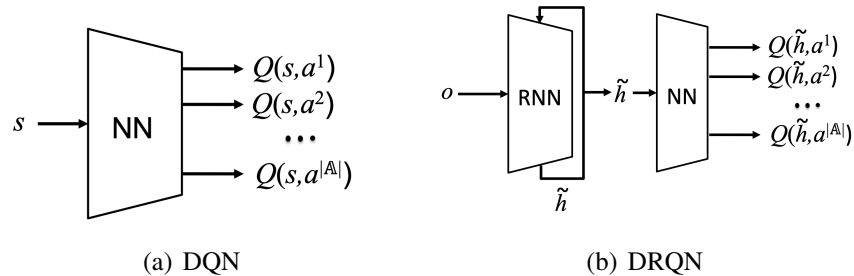 s
NN
Q(s,a¹)
Q(s,a²)
...
Q(s,a^|𝔸|)
(a) DQN
o
RNN
h̃
h̃
NN
Q(h̃,a¹)
Q(h̃,a²)
...
Q(h̃,a^|𝔸|)
(b) DRQN